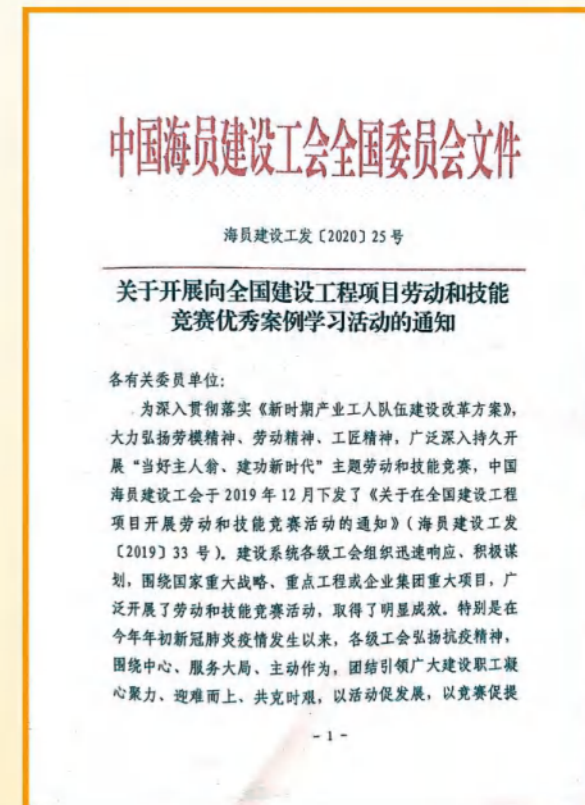 中国海员建设工会全国委员会文件
海员建设工发〔2020〕25号
关于开展向全国建设工程项目劳动和技能
竞赛优秀案例学习活动的通知
各有关委员单位：
为深入贯彻落实《新时期产业工人队伍建设改革方案》，
大力弘扬劳模精神、劳动精神、工匠精神，广泛深入持久开
展“当好主人翁、建功新时代”主题劳动和技能竞赛，中国
海员建设工会于2019年12月下发了《关于在全国建设工程
项目开展劳动和技能竞赛活动的通知》（海员建设工发
〔2019〕33号）。建设系统各级工会组织迅速响应、积极谋
划，围绕国家重大战略、重点工程或企业集团重大项目，广
泛开展了劳动和技能竞赛活动，取得了明显成效。特别是在
今年年初新冠肺炎疫情发生以来，各级工会弘扬抗疫精神，
围绕中心、服务大局、主动作为，团结引领广大建设职工凝
心聚力、迎难而上、共克时艰，以活动促发展，以竞赛促提
- 1 -